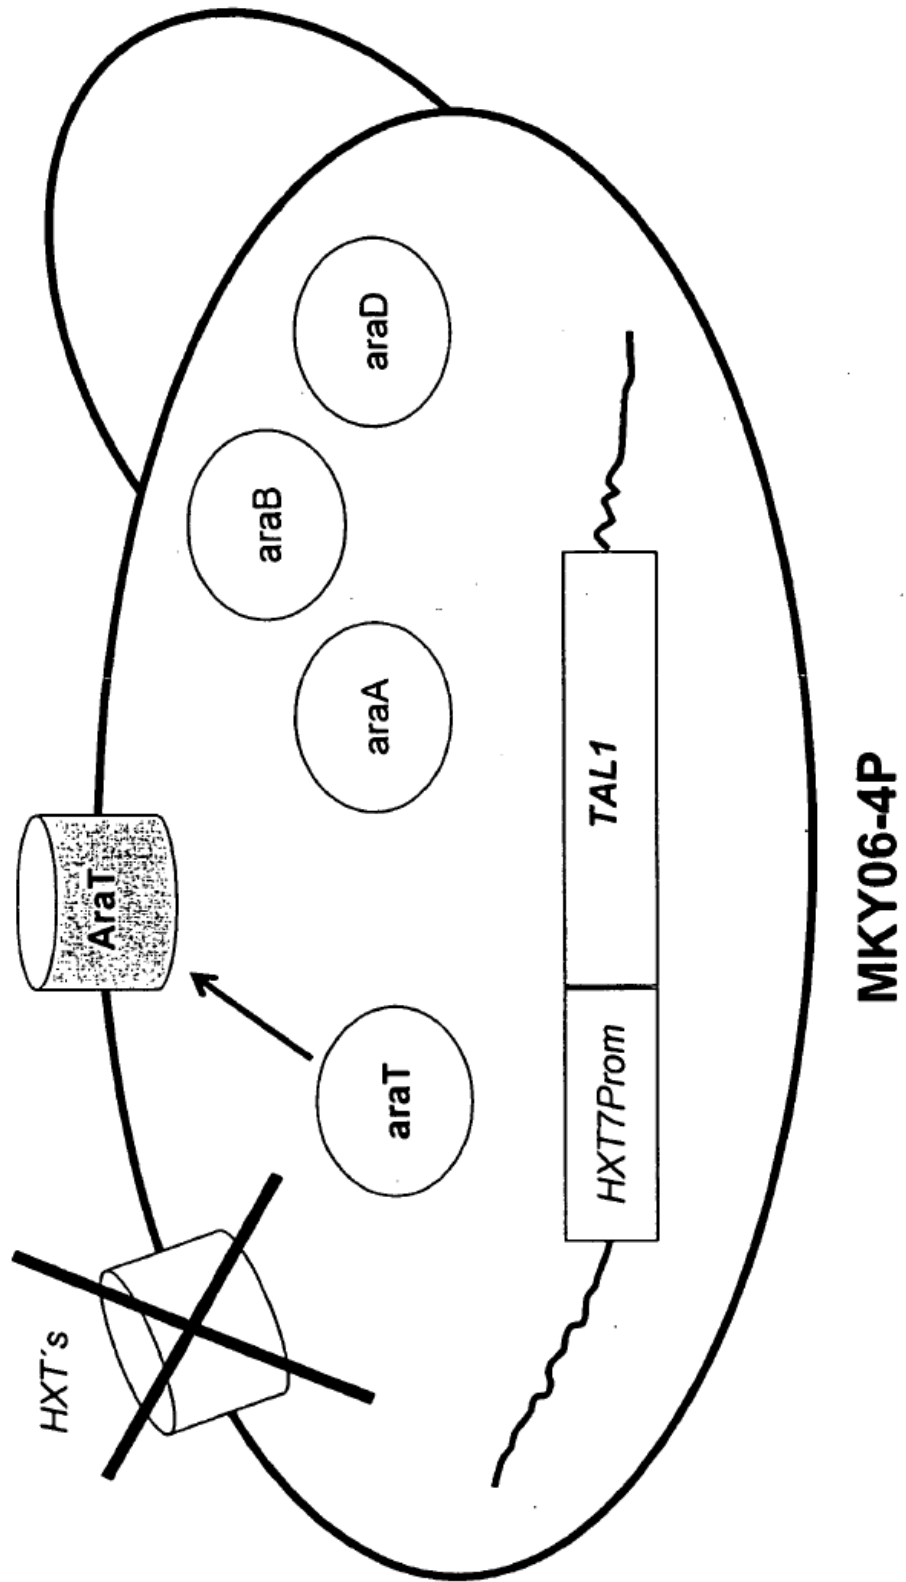 HXT´s
AraT
araT
araA
araB
araD
HXT7Prom
TAL1
MKY06-4P